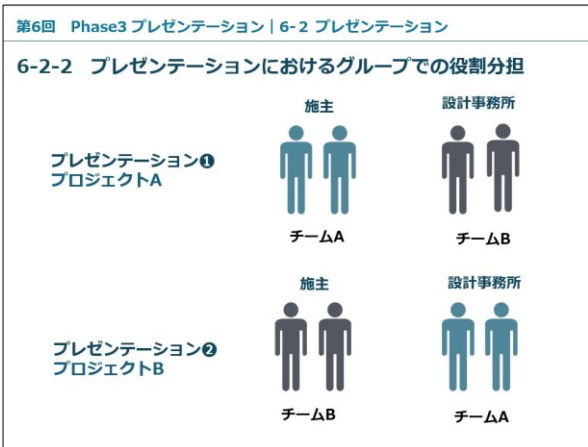 第6回 Phase3 プレゼンテーション｜6-2 プレゼンテーション
6-2-2 プレゼンテーションにおけるグループでの役割分担
施主
設計事務所
プレゼンテーション❶
プロジェクトA
チームA
チームB
施主
設計事務所
プレゼンテーション❷
プロジェクトB
チームB
チームA